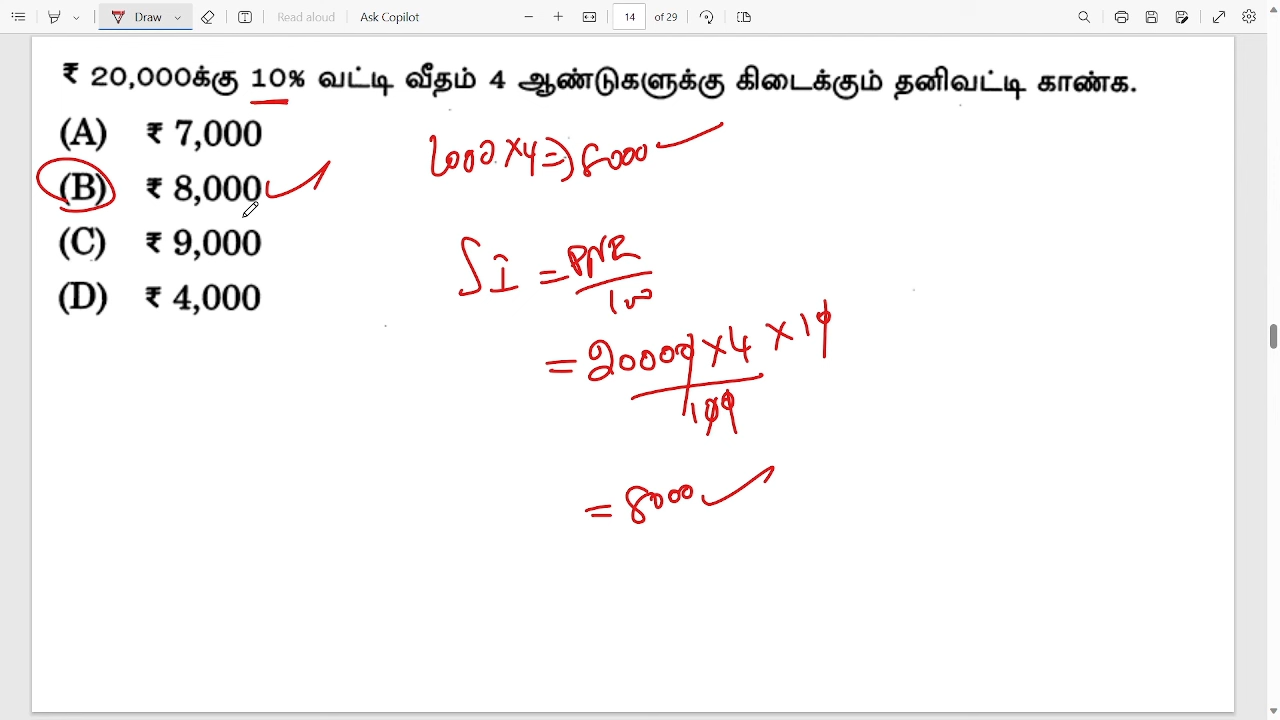 Draw
Read aloud
Ask Copilot
14 of 29
₹ 20,000க்கு 10% வட்டி வீதம் 4 ஆண்டுகளுக்கு கிடைக்கும் தனிவட்டி காண்க.
(A) ₹ 7,000
(B) ₹ 8,000
(C) ₹ 9,000
(D) ₹ 4,000
2000 × 4 ⇒ 8000
SI = PNR
100
= 20000 × 4 × 10
100
= 8000